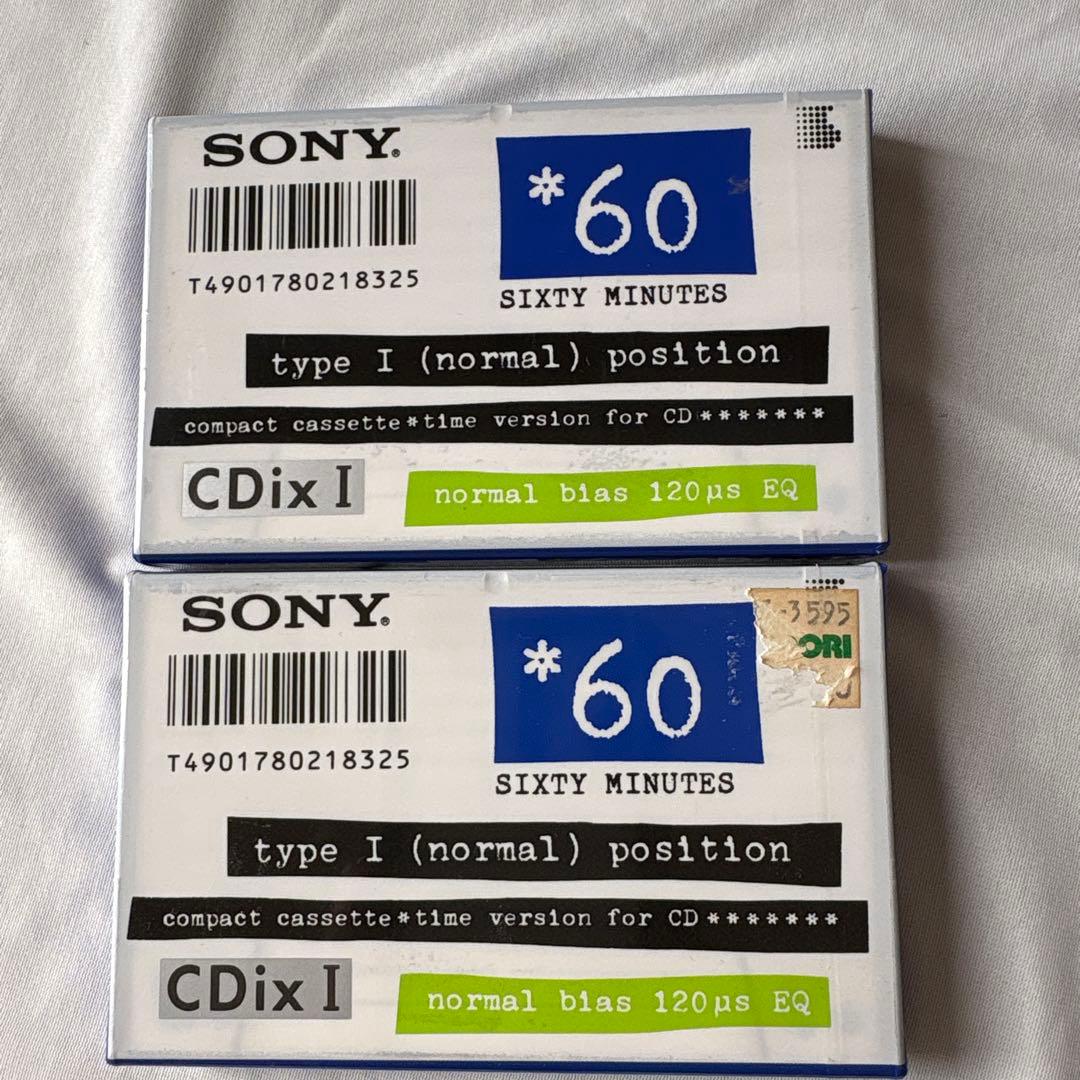 SONY®
*60
T4901780218325
SIXTY MINUTES
type I (normal) position
compact cassette*time version for CD*******
CDix I
normal bias 120µs EQ
SONY®
*60
-3595
ORI
T4901780218325
SIXTY MINUTES
type I (normal) position
compact cassette*time version for CD*******
CDix I
normal bias 120µs EQ